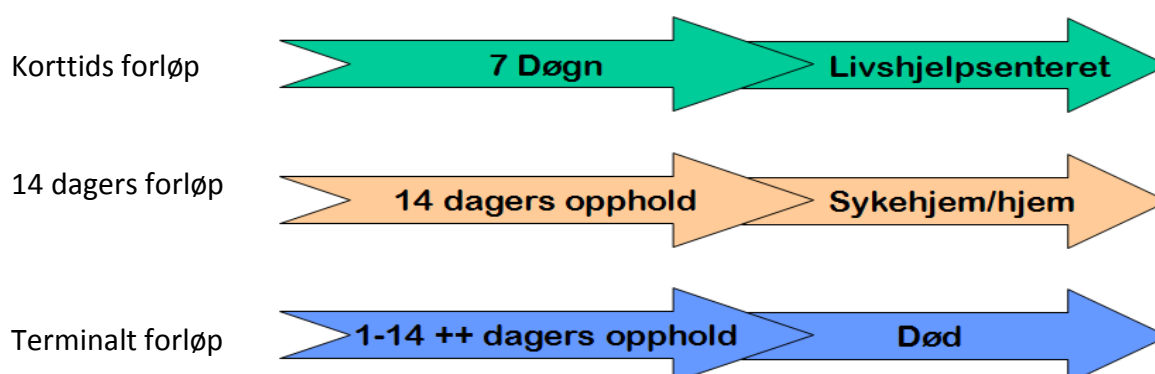 Korttids forløp
7 Døgn
Livshjelpsenteret
14 dagers forløp
14 dagers opphold
Sykehjem/hjem
Terminalt forløp
1-14 ++ dagers opphold
Død